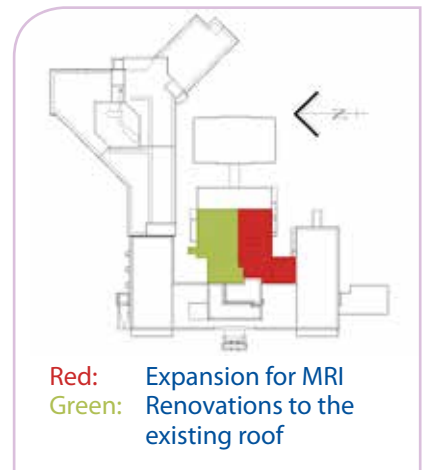 N
Red: Expansion for MRI
Green: Renovations to the
existing roof